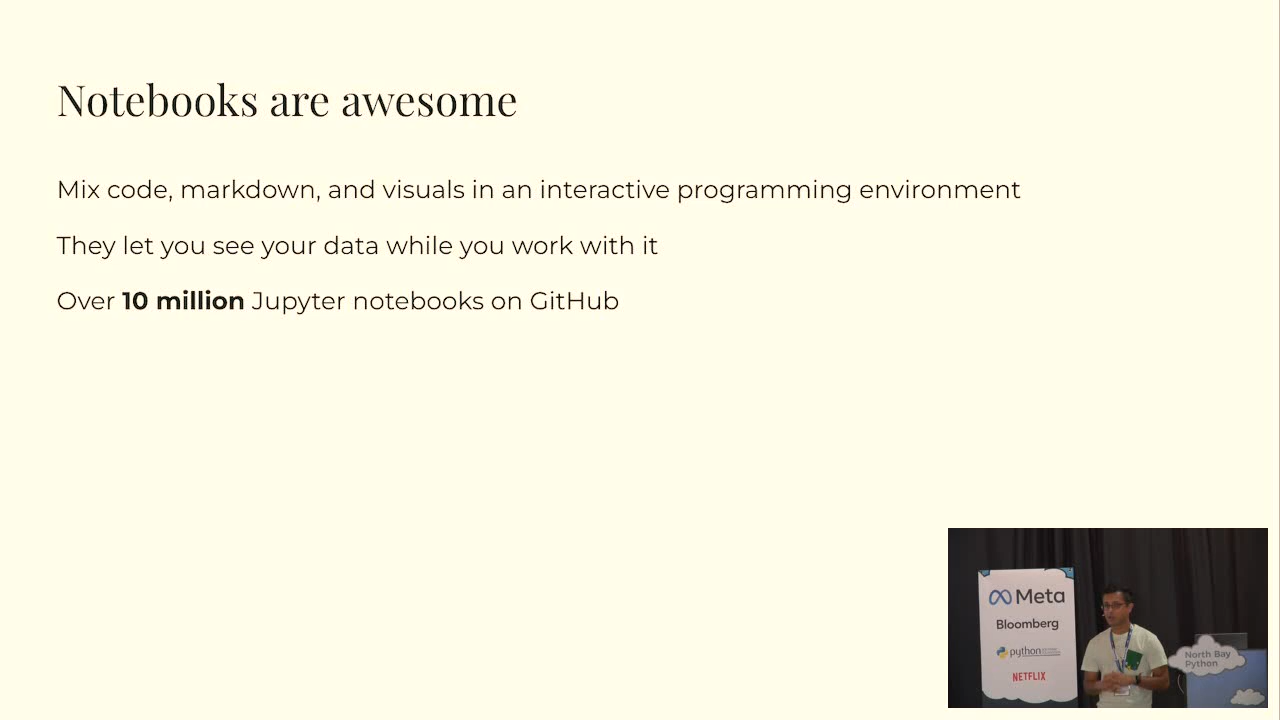 Notebooks are awesome
Mix code, markdown, and visuals in an interactive programming environment
They let you see your data while you work with it
Over 10 million Jupyter notebooks on GitHub
Meta
Bloomberg
python
NETFLIX
North Bay
Python